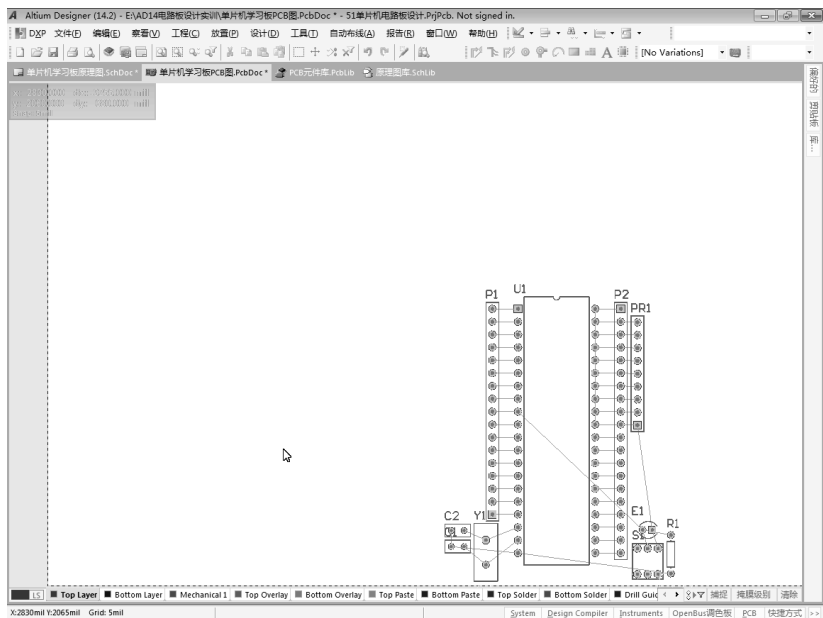 Altium Designer (14.2) - E:\AD14电路板设计实训\单片机学习板PCB图.PcbDoc * - 51单片机电路板设计.PrjPcb. Not signed in.
DXP 文件(F) 编辑(E) 察看(V) 工程(C) 放置(P) 设计(D) 工具(T) 自动布线(A) 报告(R) 窗口(W) 帮助(H)
[No Variations]
单片机学习板原理图.SchDoc * 单片机学习板PCB图.PcbDoc * PCB元件库.PcbLib 原理图库.SchLib
偏好的
剪贴板
库...
P1 U1 P2
PR1
C2 Y1 E1 R1
LS Top Layer Bottom Layer Mechanical 1 Top Overlay Bottom Overlay Top Paste Bottom Paste Top Solder Bottom Solder Drill Guid 捕捉 掩膜级别 清除
X:2830mil Y:2065mil Grid: 5mil System Design Compiler Instruments OpenBus调色板 PCB 快捷方式 >>